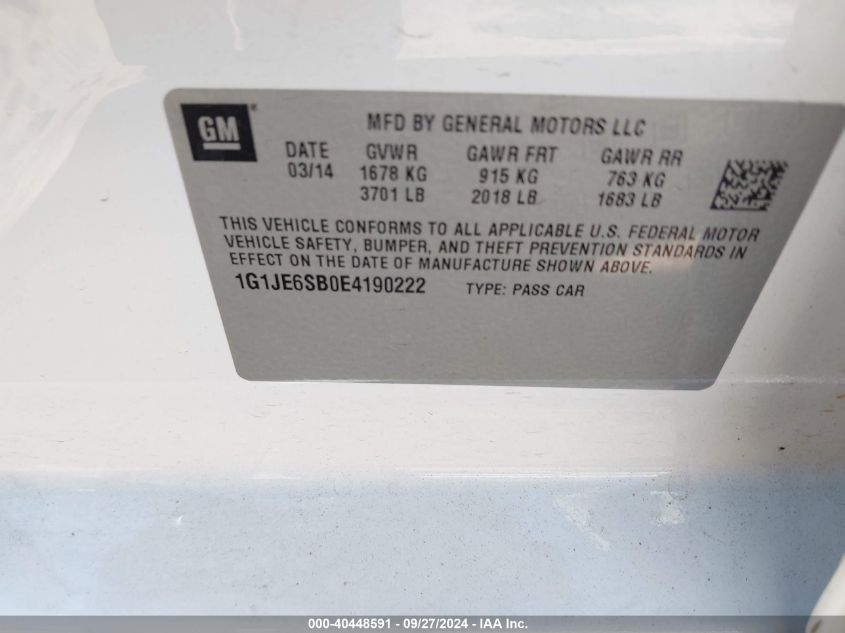 GM ®
MFD BY GENERAL MOTORS LLC
DATE GVWR GAWR FRT GAWR RR
03/14 1678 KG 915 KG 763 KG
3701 LB 2018 LB 1683 LB
THIS VEHICLE CONFORMS TO ALL APPLICABLE U.S. FEDERAL MOTOR
VEHICLE SAFETY, BUMPER, AND THEFT PREVENTION STANDARDS IN
EFFECT ON THE DATE OF MANUFACTURE SHOWN ABOVE.
1G1JE6SB0E4190222 TYPE: PASS CAR
000-40448591 - 09/27/2024 - IAA Inc.